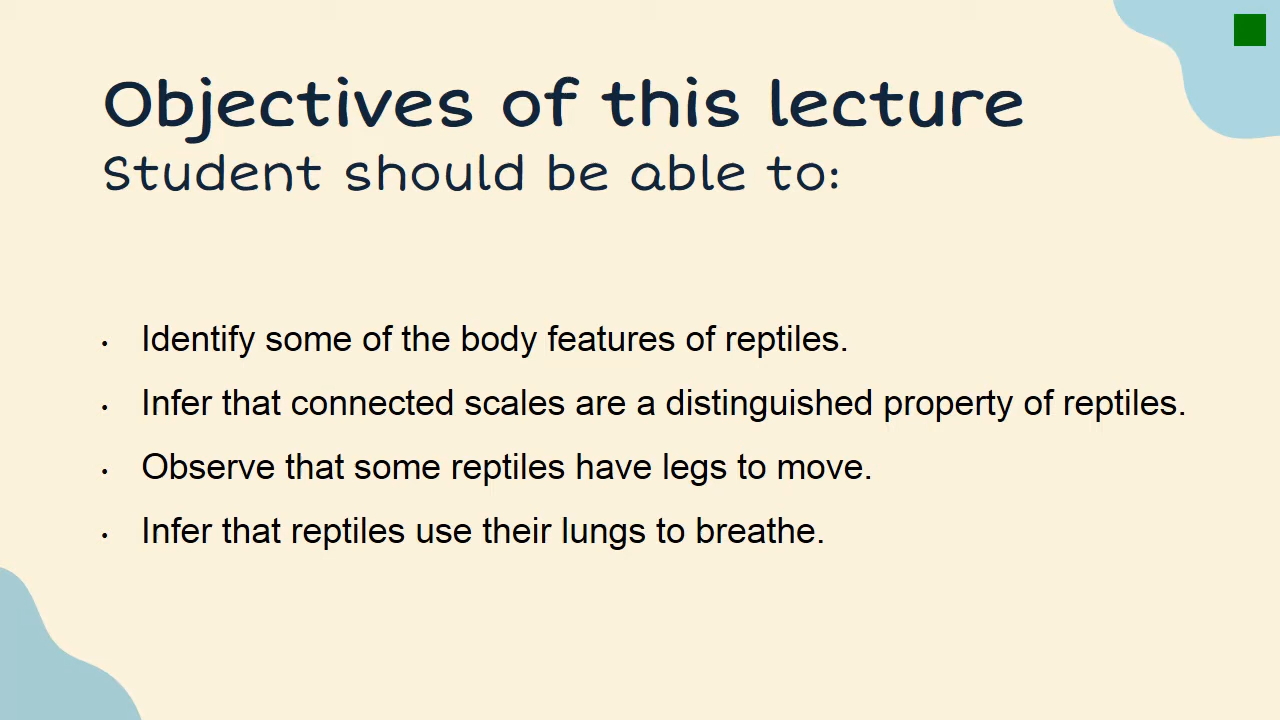 Objectives of this lecture
Student should be able to:
• Identify some of the body features of reptiles.
• Infer that connected scales are a distinguished property of reptiles.
• Observe that some reptiles have legs to move.
• Infer that reptiles use their lungs to breathe.